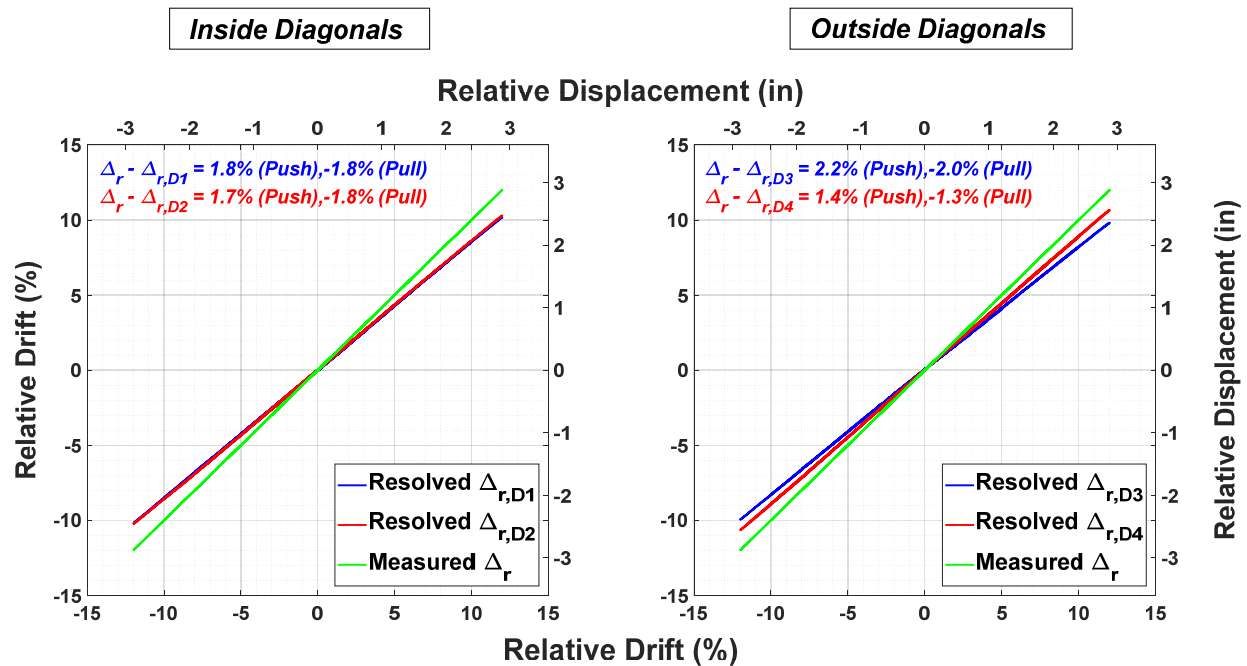 Inside Diagonals
Outside Diagonals
Relative Displacement (in)
-3 -2 -1 0 1 2 3
-3 -2 -1 0 1 2 3
Δr - Δr,D1 = 1.8% (Push),-1.8% (Pull)
Δr - Δr,D2 = 1.7% (Push),-1.8% (Pull)
Δr - Δr,D3 = 2.2% (Push),-2.0% (Pull)
Δr - Δr,D4 = 1.4% (Push),-1.3% (Pull)
Relative Drift (%)
15
10
5
0
-5
-10
-15
3
2
1
0
-1
-2
-3
Resolved Δr,D1
Resolved Δr,D2
Measured Δr
-15 -10 -5 0 5 10 15
15
10
5
0
-5
-10
-15
3
2
1
0
-1
-2
-3
Resolved Δr,D3
Resolved Δr,D4
Measured Δr
-15 -10 -5 0 5 10 15
Relative Displacement (in)
Relative Drift (%)